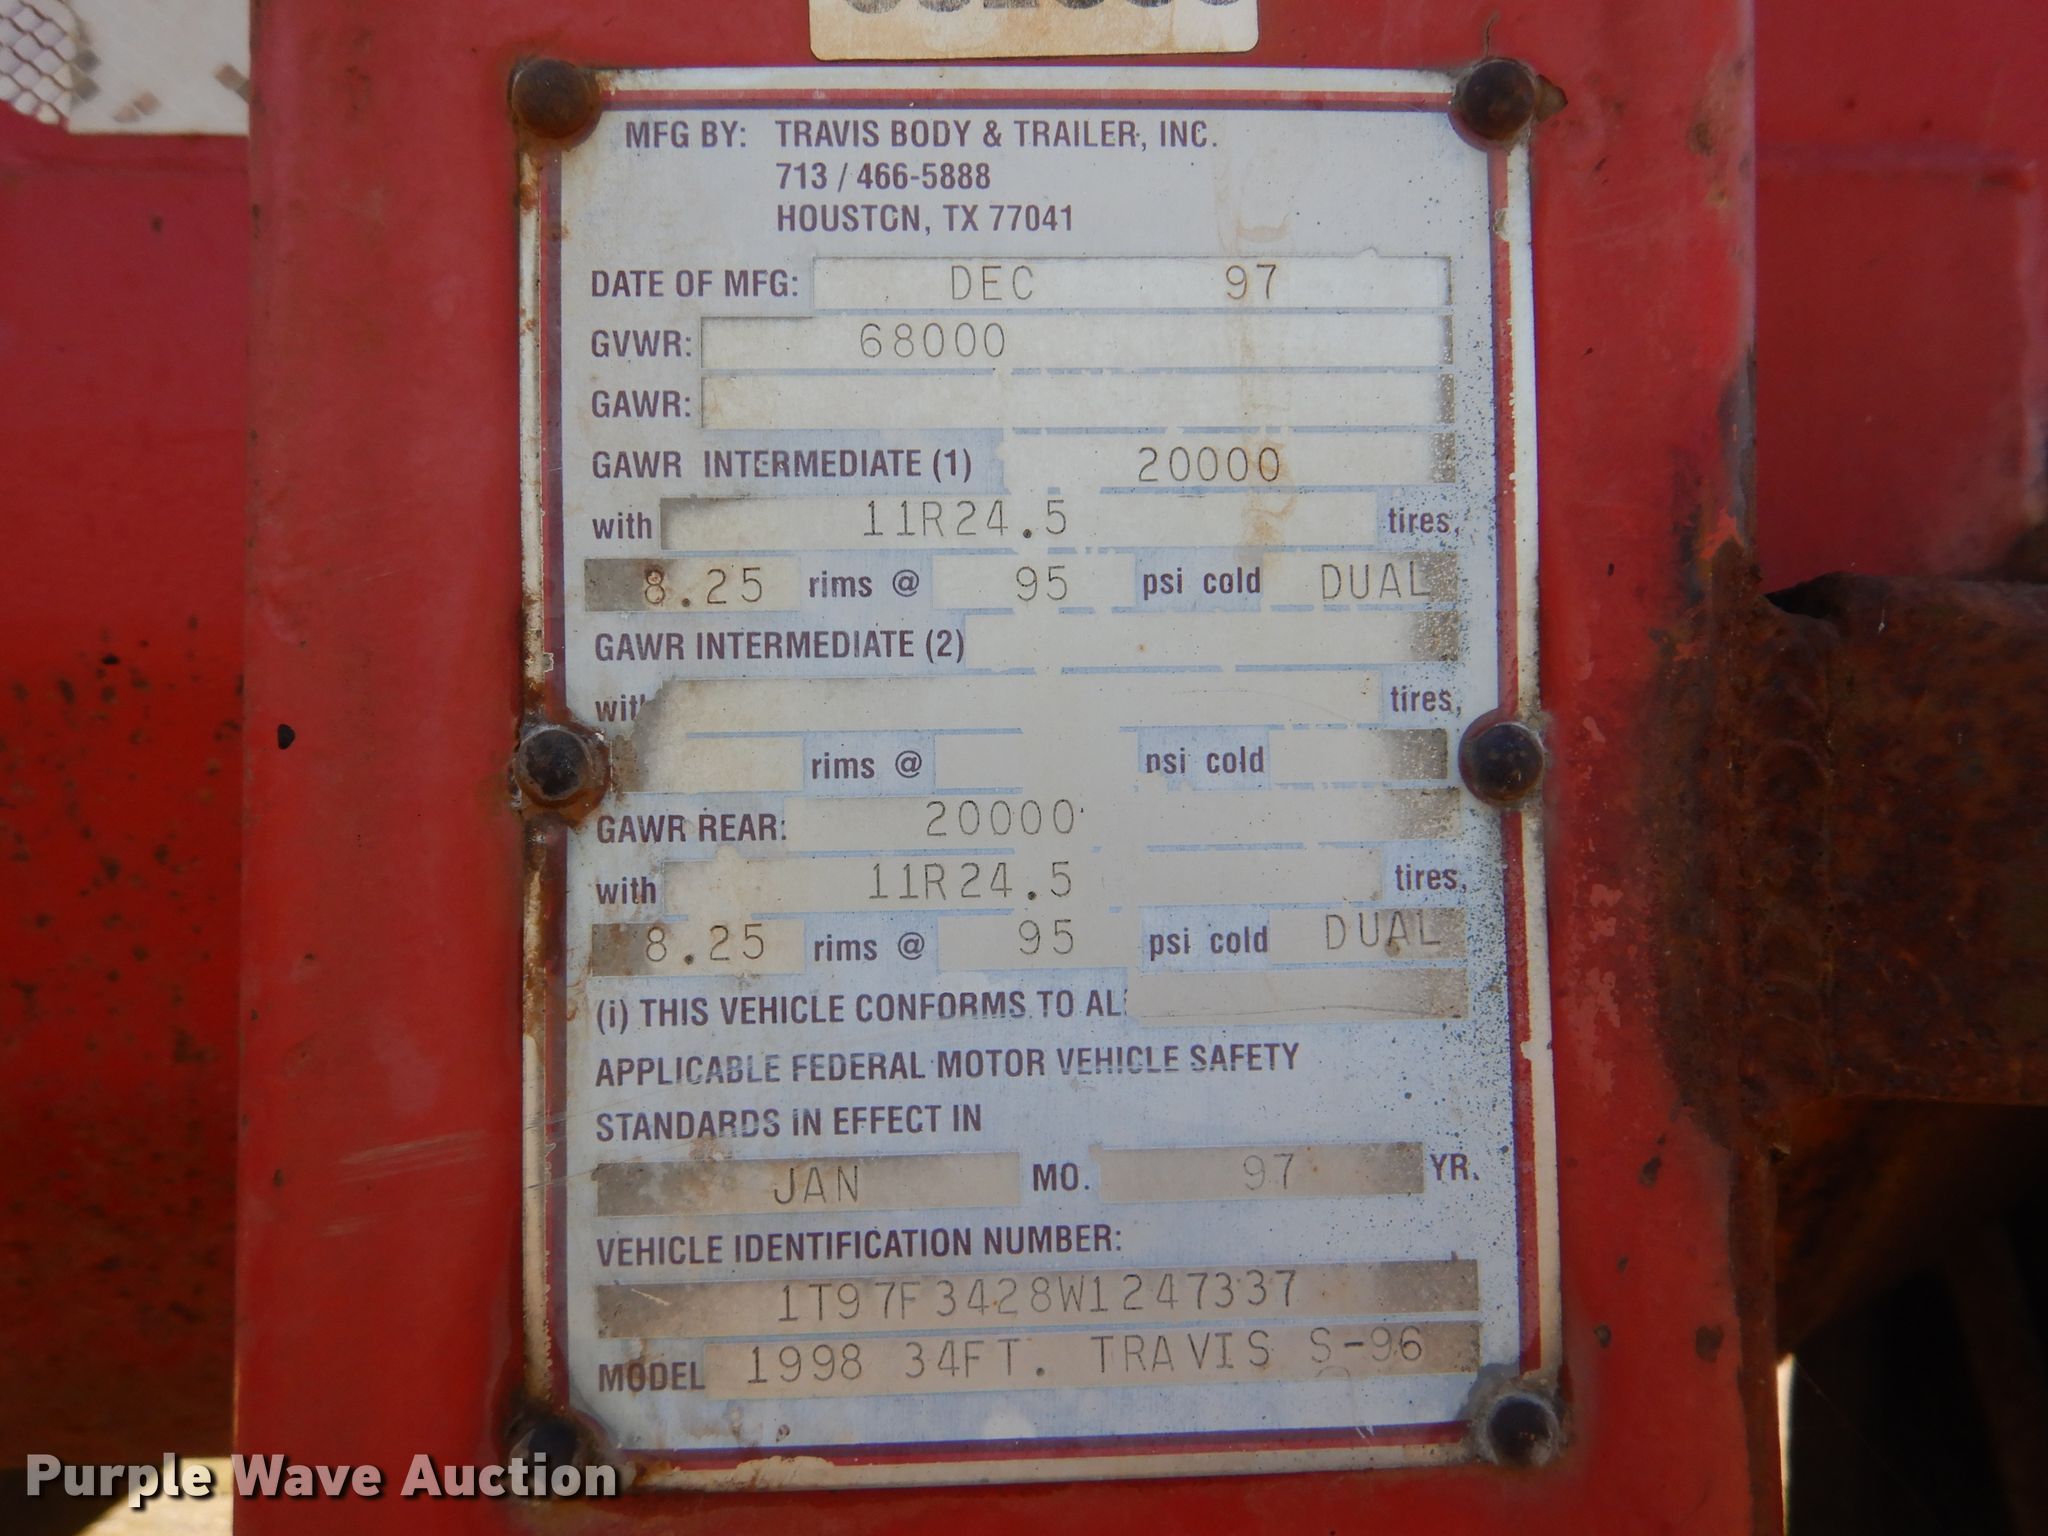 MFG BY: TRAVIS BODY & TRAILER, INC.
713 / 466-5888
HOUSTON, TX 77041
DATE OF MFG: DEC 97
GVWR: 68000
GAWR:
GAWR INTERMEDIATE (1) 20000
with 11R24.5 tires,
8.25 rims @ 95 psi cold DUAL
GAWR INTERMEDIATE (2)
with tires,
rims @ psi cold
GAWR REAR: 20000
with 11R24.5 tires,
8.25 rims @ 95 psi cold DUAL
(i) THIS VEHICLE CONFORMS TO AL
APPLICABLE FEDERAL MOTOR VEHICLE SAFETY
STANDARDS IN EFFECT IN
JAN MO. 97 YR.
VEHICLE IDENTIFICATION NUMBER:
1T97F3428W1247337
MODEL 1998 34FT. TRAVIS S-96
Purple Wave Auction